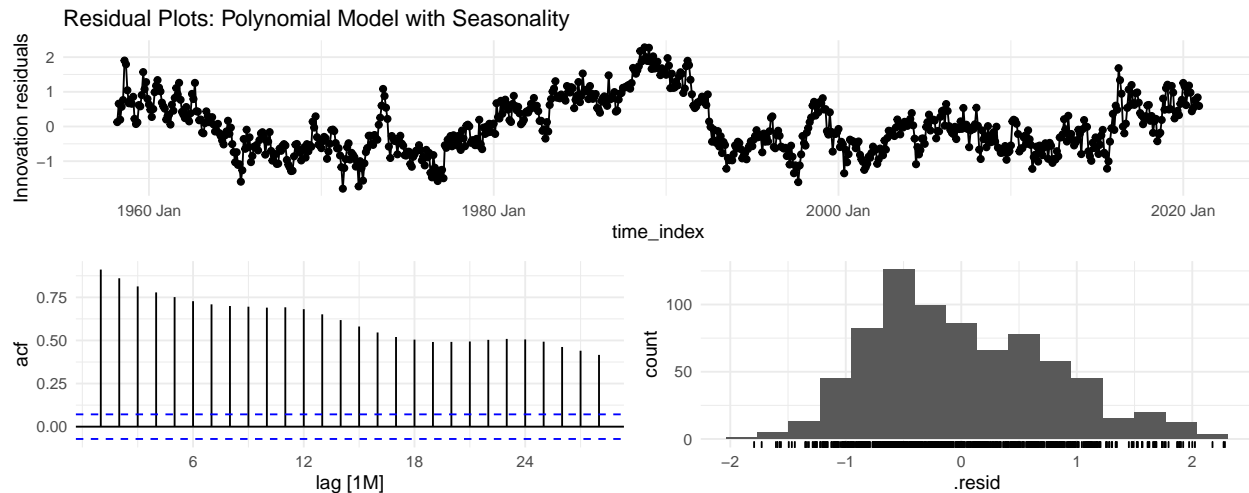 Residual Plots: Polynomial Model with Seasonality
Innovation residuals
2
1
0
−1
1960 Jan
1980 Jan
2000 Jan
2020 Jan
time_index
acf
0.75
0.50
0.25
0.00
6
12
18
24
lag [1M]
count
100
50
0
−2
−1
0
1
2
.resid